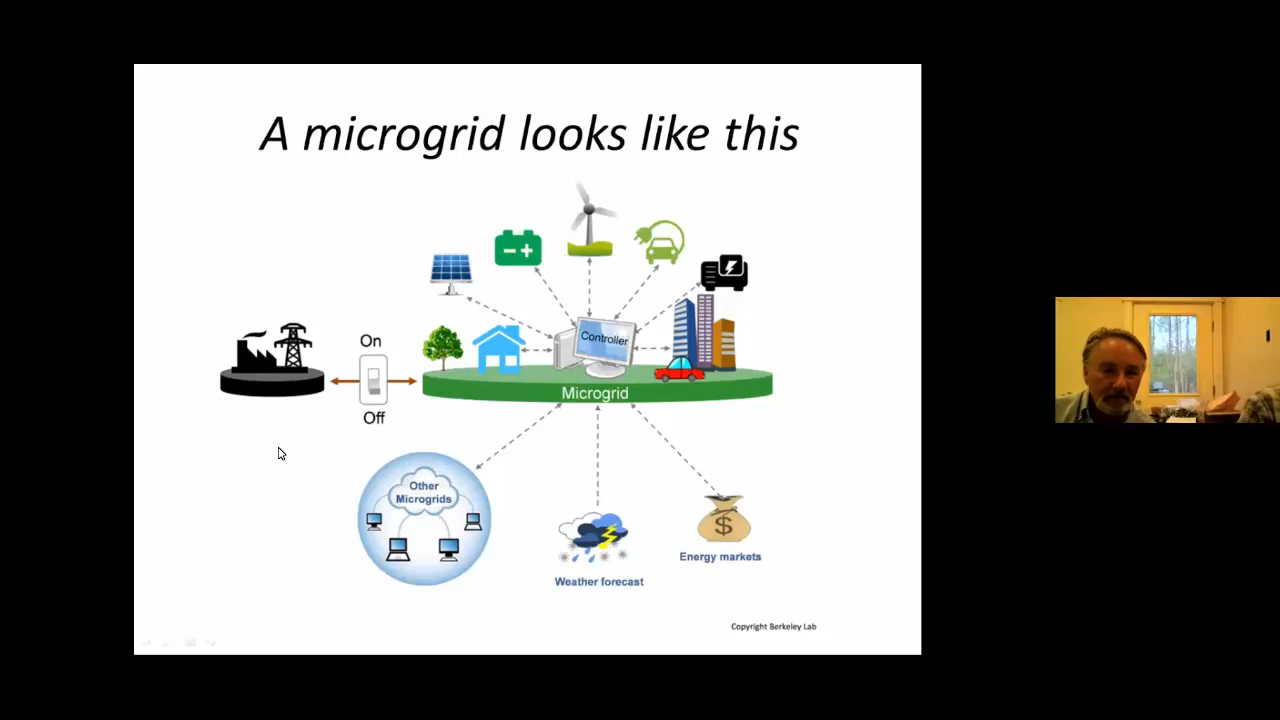 A microgrid looks like this
On
Off
Controller
Microgrid
Other
Microgrids
$
Weather forecast
Energy markets
Copyright Berkeley Lab